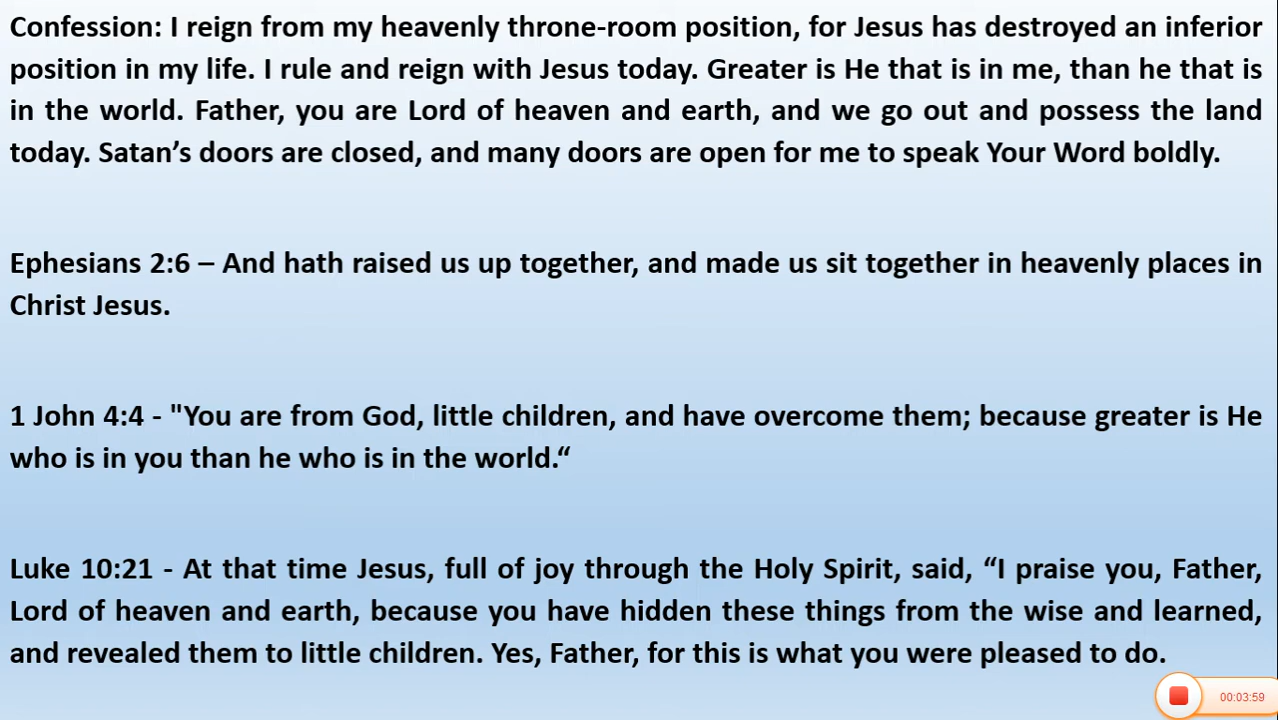 Confession: I reign from my heavenly throne-room position, for Jesus has destroyed an inferior
position in my life. I rule and reign with Jesus today. Greater is He that is in me, than he that is
in the world. Father, you are Lord of heaven and earth, and we go out and possess the land
today. Satan’s doors are closed, and many doors are open for me to speak Your Word boldly.
Ephesians 2:6 – And hath raised us up together, and made us sit together in heavenly places in
Christ Jesus.
1 John 4:4 - "You are from God, little children, and have overcome them; because greater is He
who is in you than he who is in the world.“
Luke 10:21 - At that time Jesus, full of joy through the Holy Spirit, said, “I praise you, Father,
Lord of heaven and earth, because you have hidden these things from the wise and learned,
and revealed them to little children. Yes, Father, for this is what you were pleased to do.
00:03:59